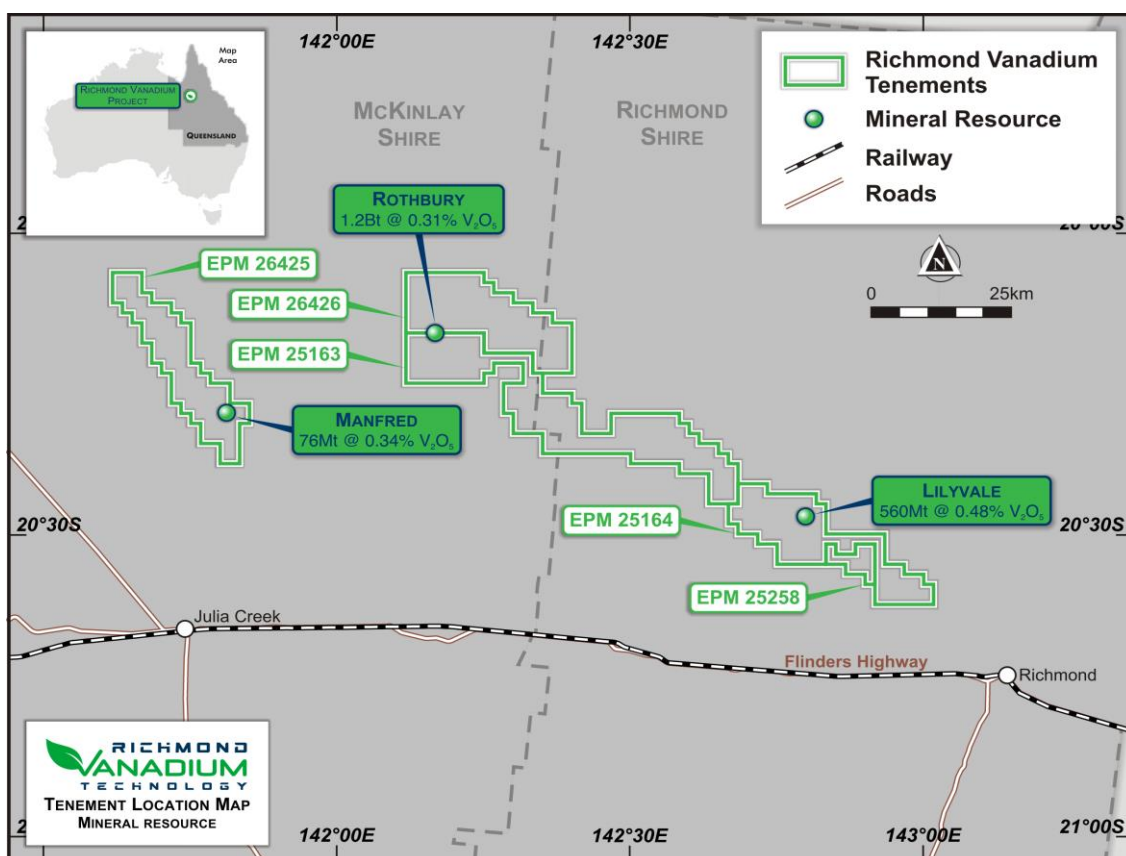 142°00E
142°30E
Map
Area
RICHMOND VANADIUM
PROJECT
QUEENSLAND
MCKINLAY
SHIRE
RICHMOND
SHIRE
Richmond Vanadium
Tenements
Mineral Resource
Railway
Roads
ROTHBURY
1.2Bt @ 0.31% V₂O₅
20°00S
N
0 25km
EPM 26425
EPM 26426
EPM 25163
MANFRED
76Mt @ 0.34% V₂O₅
LILYVALE
560Mt @ 0.48% V₂O₅
EPM 25164
20°30S
20°30S
EPM 25258
Julia Creek
Flinders Highway
Richmond
RICHMOND
VANADIUM
TECHNOLOGY
TENEMENT LOCATION MAP
MINERAL RESOURCE
142°00E
142°30E
143°00E
21°00S